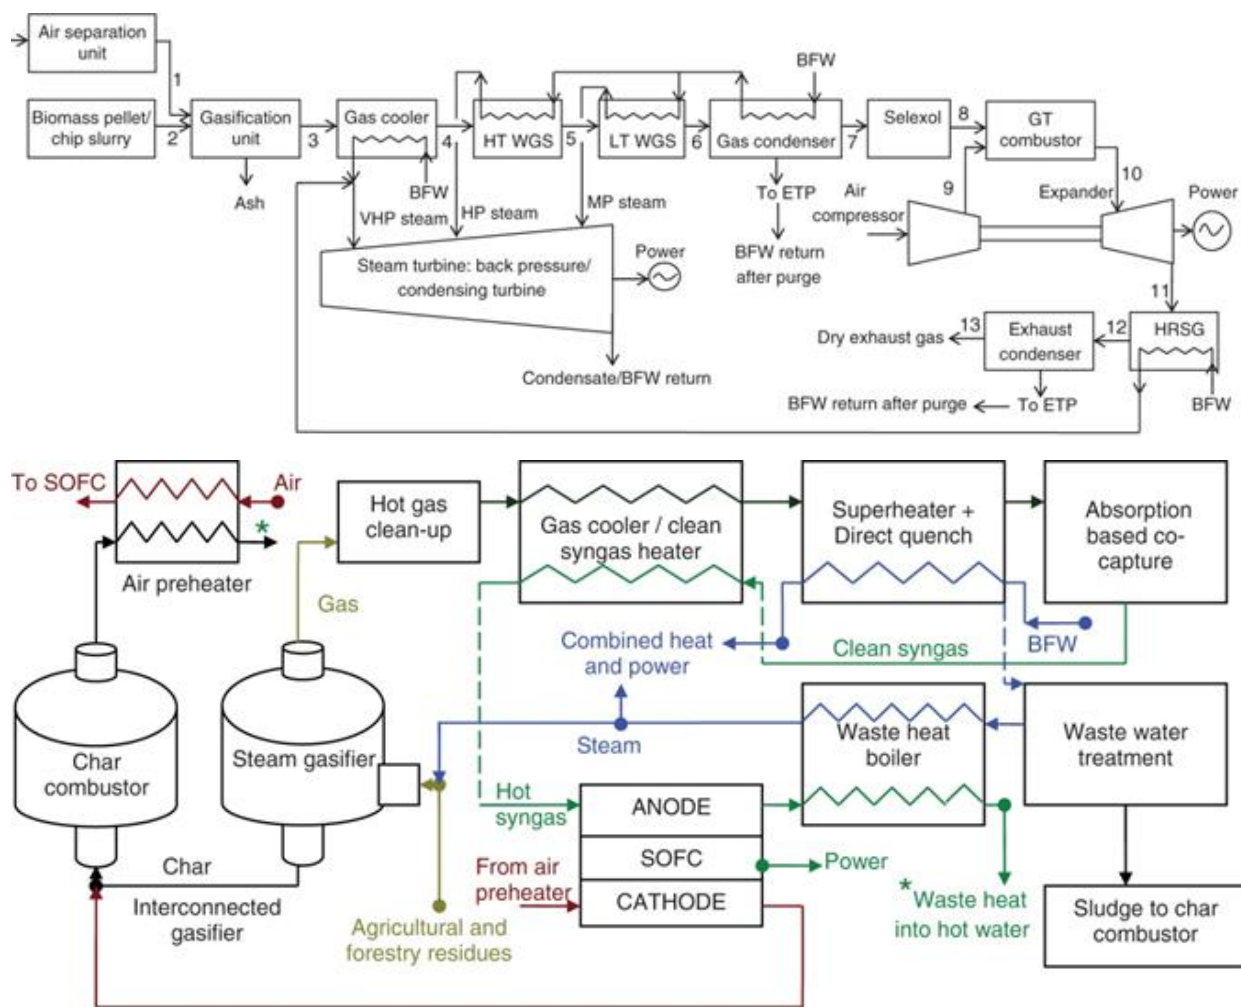 Air separation
unit
1
Biomass pellet/
chip slurry
2
Gasification
unit
Ash
3
Gas cooler
BFW
4
HT WGS
5
LT WGS
6
BFW
Gas condenser
7
Selexol
8
GT
combustor
9
10
VHP steam
HP steam
MP steam
To ETP
BFW return
after purge
Air
compressor
Expander
Power
Steam turbine: back pressure/
condensing turbine
Power
Condensate/BFW return
11
HRSG
BFW
12
Exhaust
condenser
13
Dry exhaust gas
To ETP
BFW return after purge
To SOFC
Air
*
Air preheater
Hot gas
clean-up
Gas cooler / clean
syngas heater
Superheater +
Direct quench
Absorption
based co-
capture
Gas
Combined heat
and power
Clean syngas
BFW
Char
combustor
Steam gasifier
Steam
Waste heat
boiler
Waste water
treatment
Hot
syngas
ANODE
SOFC
CATHODE
Power
From air
preheater
Char
Interconnected
gasifier
Agricultural and
forestry residues
*Waste heat
into hot water
Sludge to char
combustor